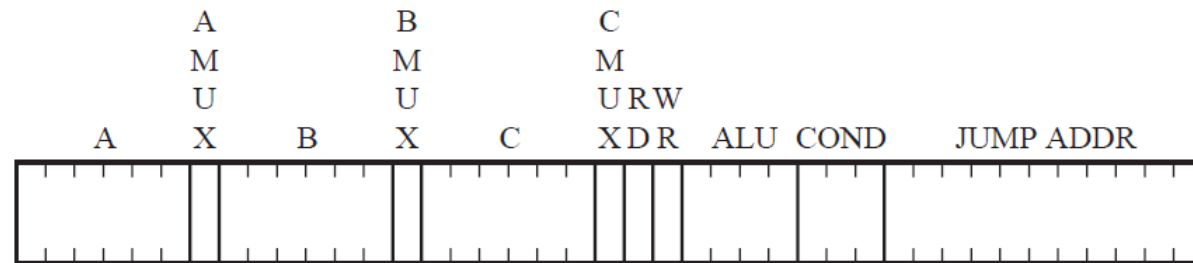 A B C
M M M
U U U R W
A X B X C X D R ALU COND JUMP ADDR